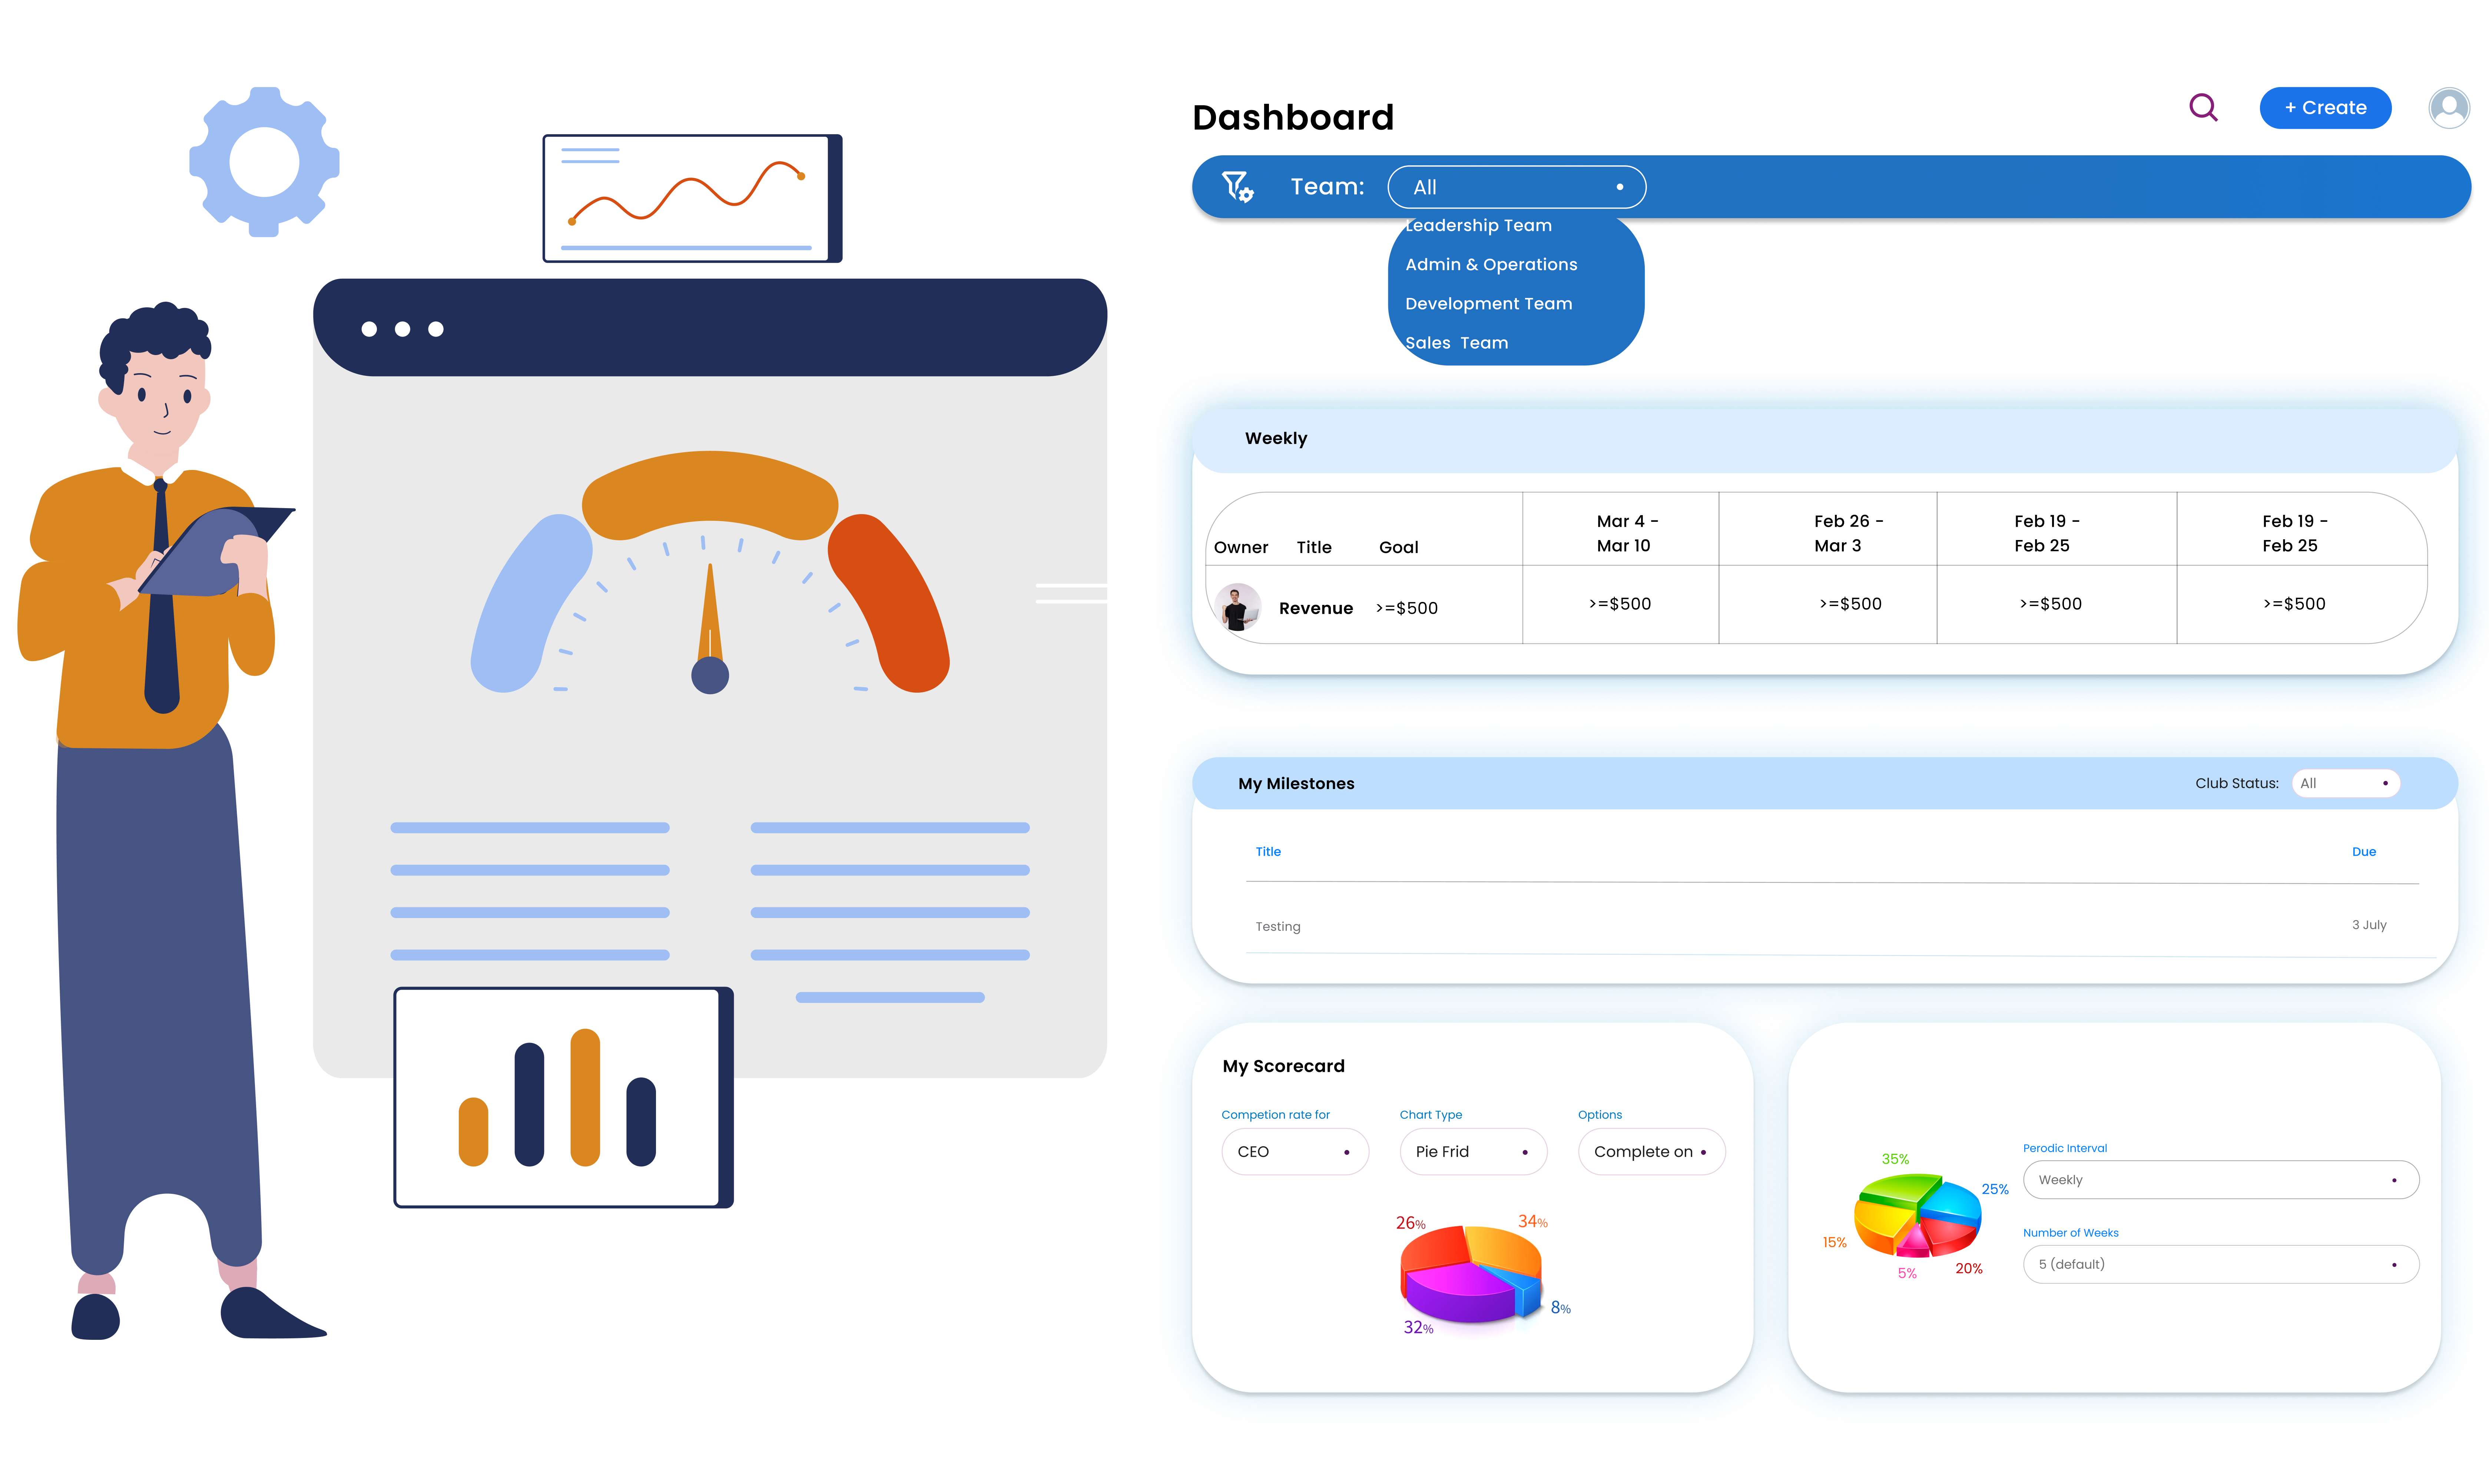 Dashboard
+ Create
Team: All
Leadership Team
Admin & Operations
Development Team
Sales Team
Weekly
Owner Title Goal
Mar 4 -
Mar 10
Feb 26 -
Mar 3
Feb 19 -
Feb 25
Feb 19 -
Feb 25
Revenue >=$500 >=$500 >=$500 >=$500 >=$500
My Milestones
Club Status: All
Title Due
Testing 3 July
My Scorecard
Competion rate for Chart Type Options
CEO Pie Frid Complete on
26% 34%
8%
32%
35%
25%
15%
5% 20%
Perodic Interval
Weekly
Number of Weeks
5 (default)